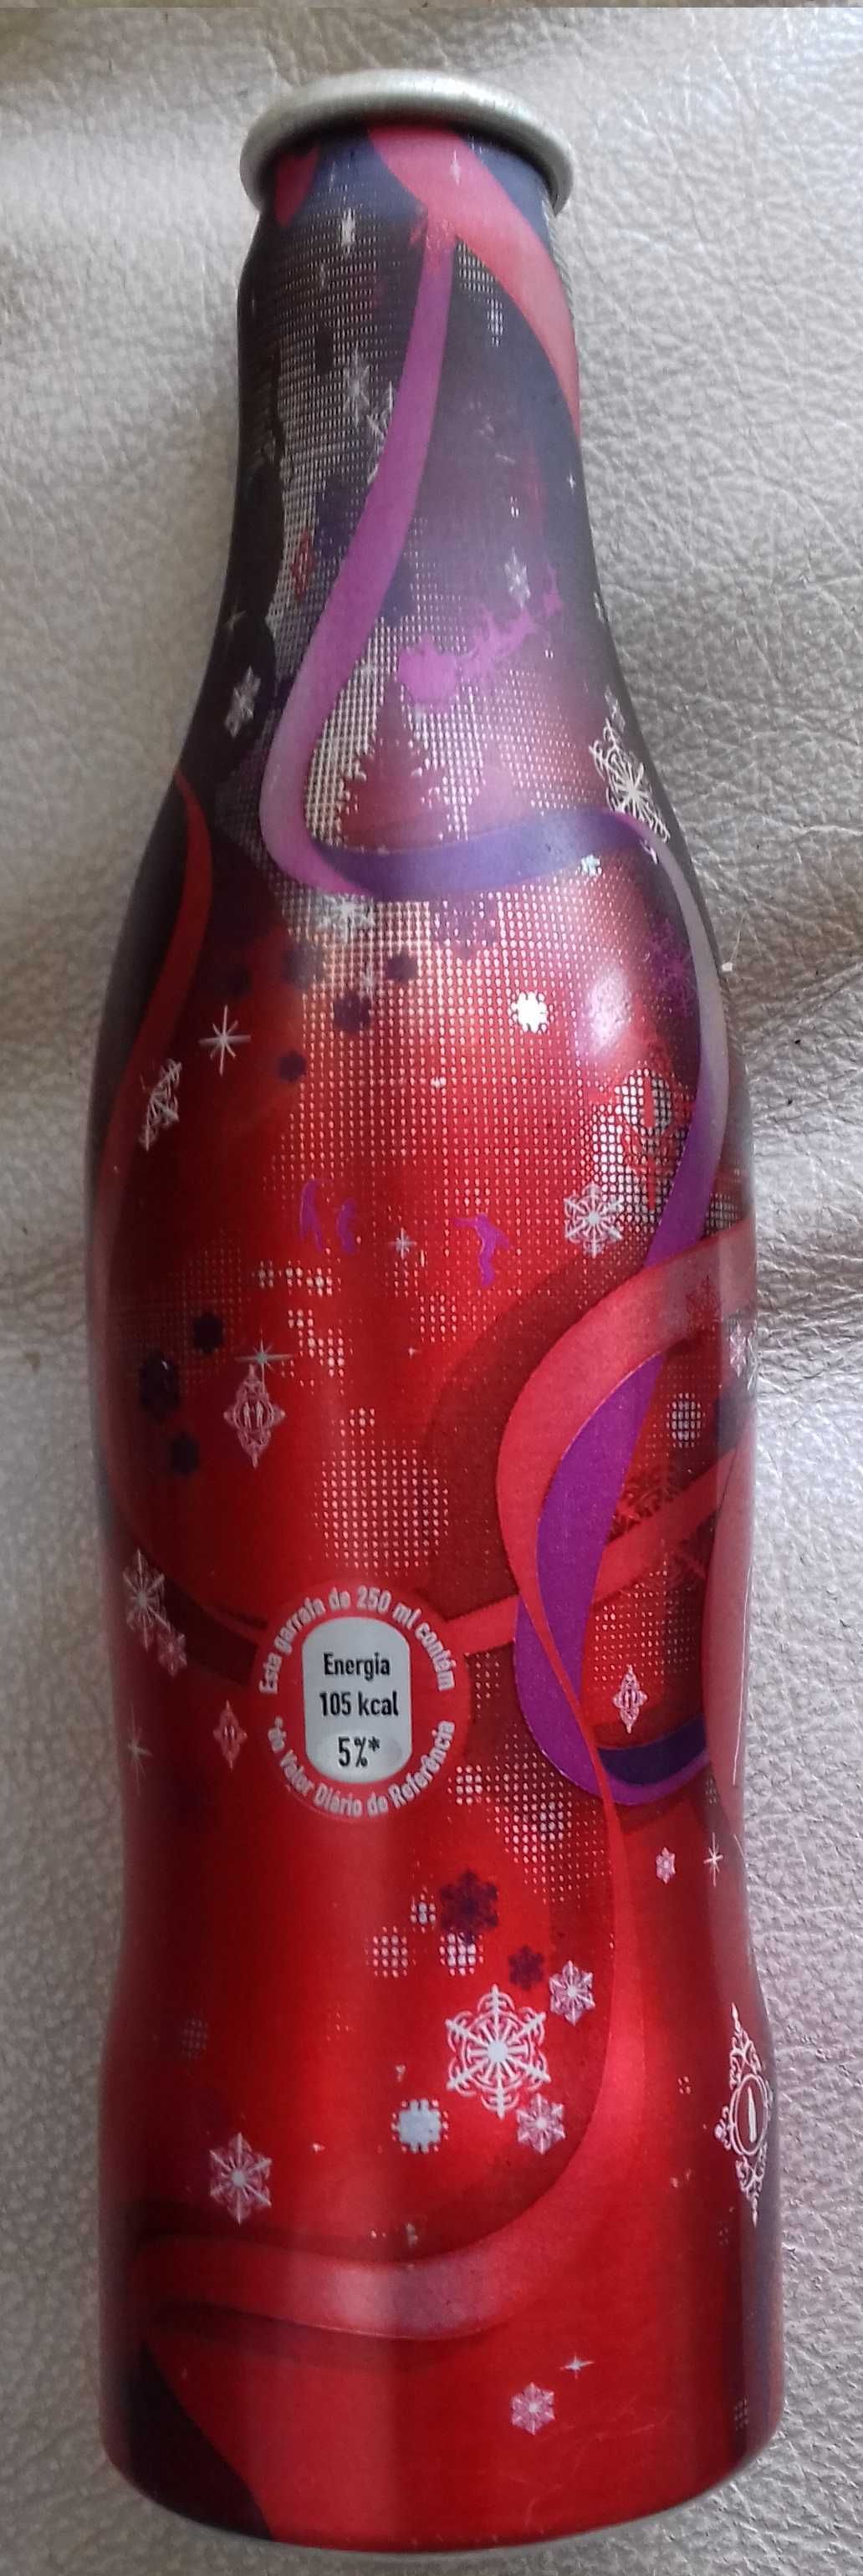 Esta garrafa de 250 ml contém
Energia
105 kcal
5%*
*do Valor Diário de Referência